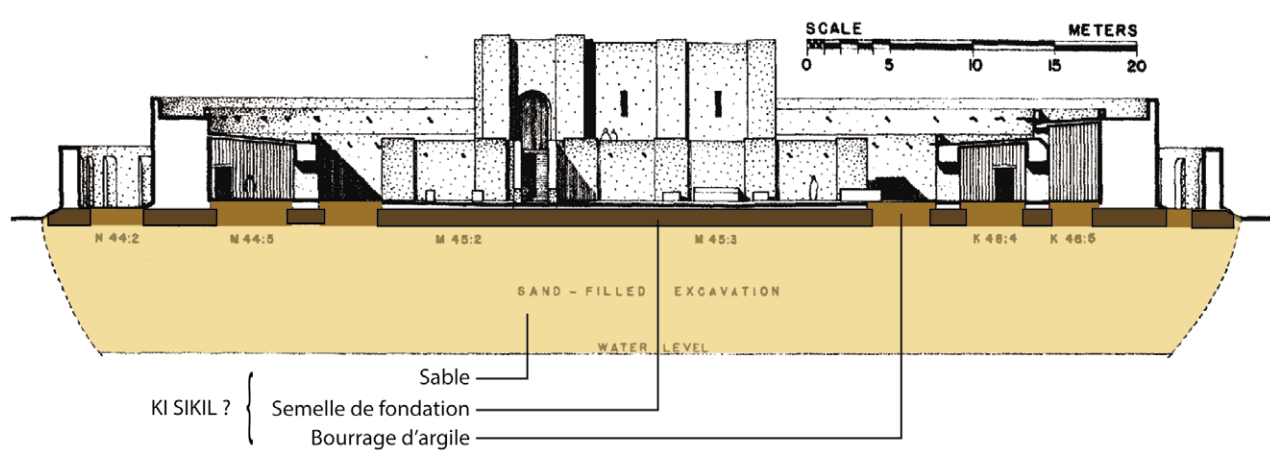 SCALE METERS
0 5 10 15 20
N 44:2 M 44:5 M 45:2 M 45:3 K 46:4 K 46:5
SAND - FILLED EXCAVATION
WATER LEVEL
Sable
KI SIKIL ? Semelle de fondation
Bourrage d'argile